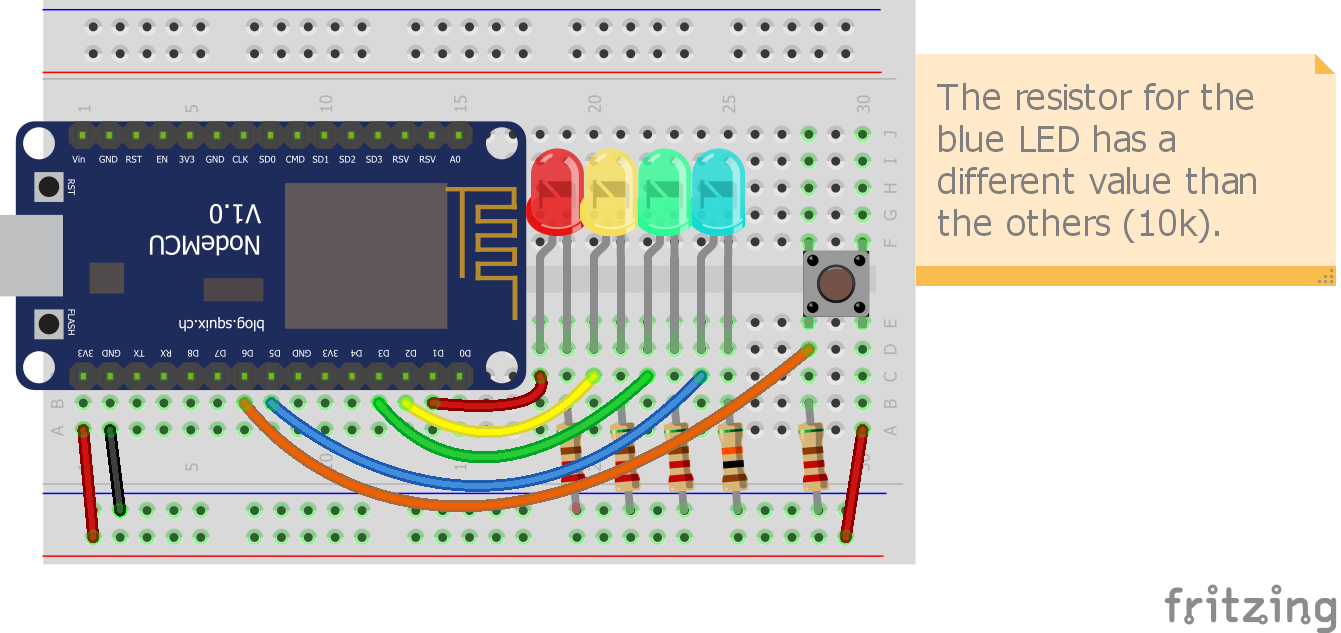 1 5 10 15 20 25 30
J
I
H
G
F
Vin GND RST EN 3V3 GND CLK SD0 CMD SD1 SD2 SD3 RSV RSV A0
RST
V1.0
NodeMCU
blog.squix.ch
FLASH
3V3 GND TX RX D8 D7 D6 D5 GND 3V3 D4 D3 D2 D1 D0
E
D
C
B B
A A
5
The resistor for the
blue LED has a
different value than
the others (10k).
fritzing